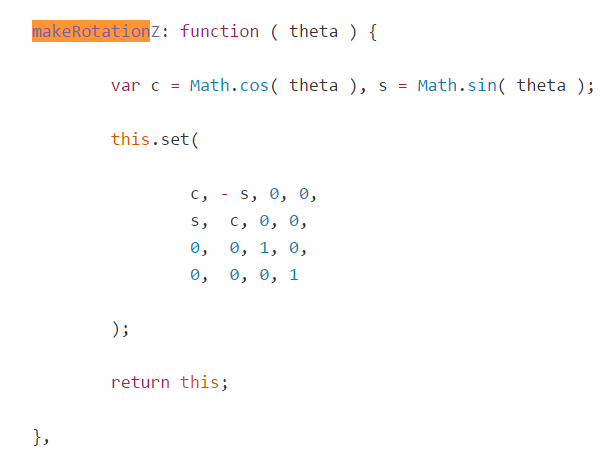 makeRotationZ: function ( theta ) {
var c = Math.cos( theta ), s = Math.sin( theta );
this.set(
c, - s, 0, 0,
s,  c, 0, 0,
0,  0, 1, 0,
0,  0, 0, 1
);
return this;
},